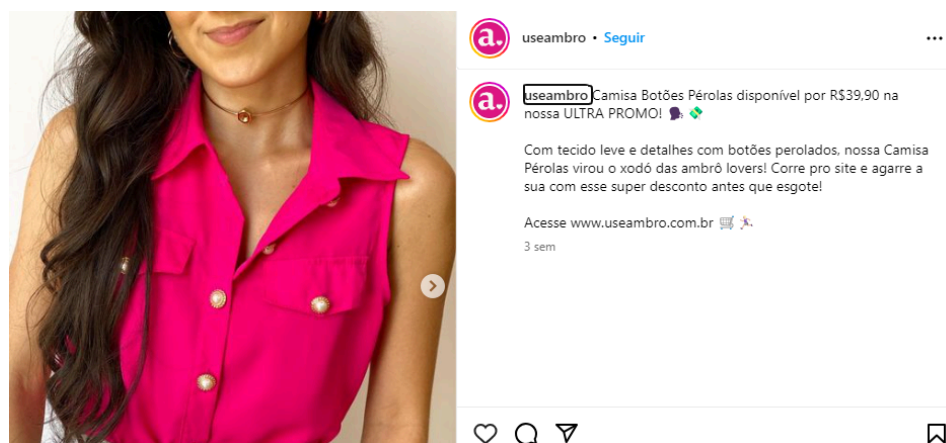 a.
useambro • Seguir
a.
useambro Camisa Botões Pérolas disponível por R$39,90 na
nossa ULTRA PROMO! 🗣️ 💸
Com tecido leve e detalhes com botões perolados, nossa Camisa
Pérolas virou o xodó das ambrô lovers! Corre pro site e agarre a
sua com esse super desconto antes que esgote!
Acesse www.useambro.com.br 🛒 🏃🏻‍♀️
3 sem